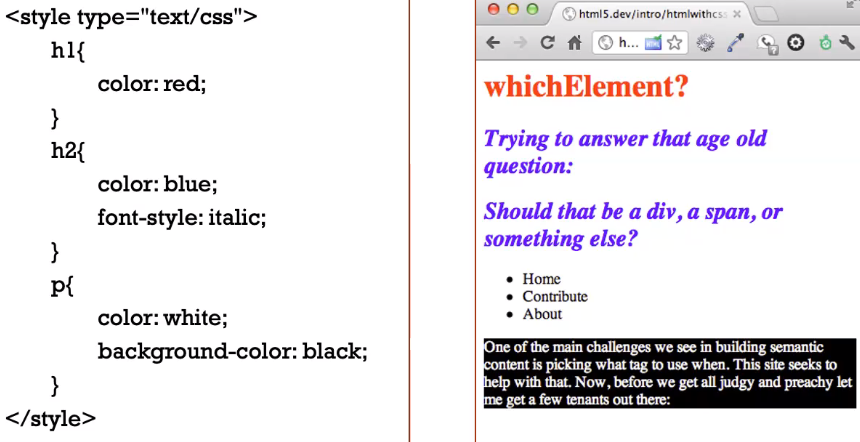 <style type="text/css">
h1{
color: red;
}
h2{
color: blue;
font-style: italic;
}
p{
color: white;
background-color: black;
}
</style>
html5.dev/intro/htmlwithcss
h...
whichElement?
Trying to answer that age old
question:
Should that be a div, a span, or
something else?
Home
Contribute
About
One of the main challenges we see in building semantic
content is picking what tag to use when. This site seeks to
help with that. Now, before we get all judgy and preachy let
me get a few tenants out there: